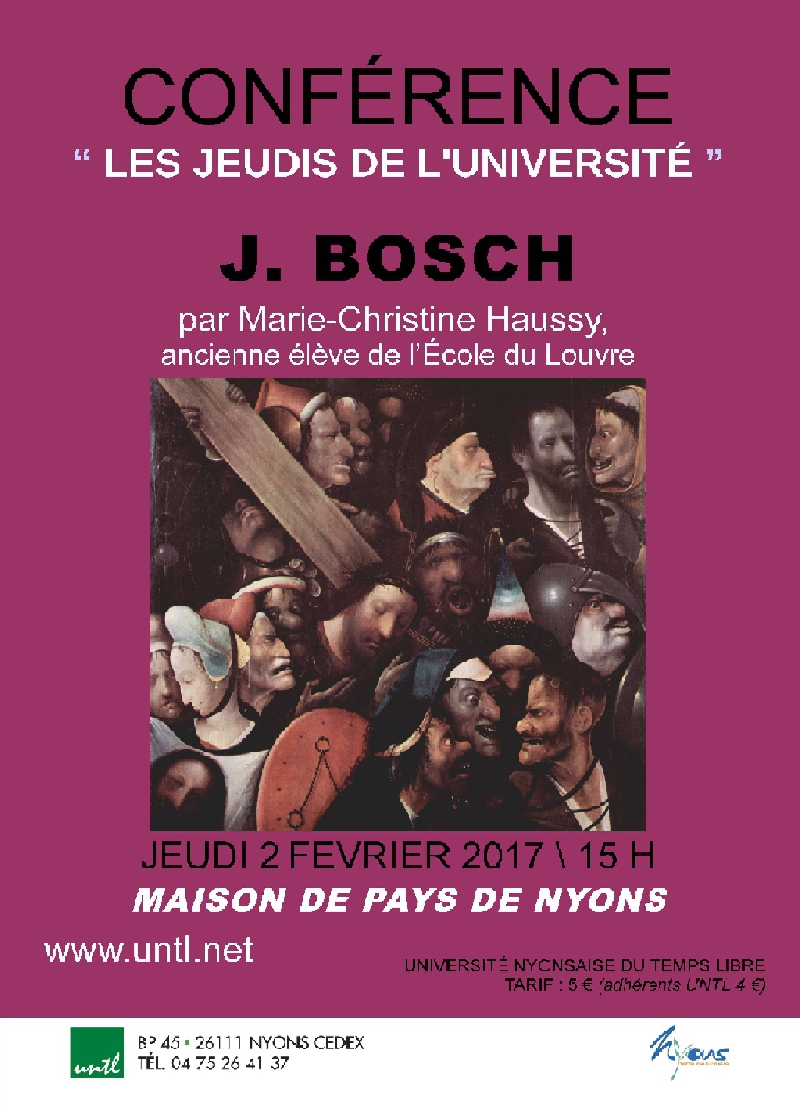 CONFÉRENCE
“ LES JEUDIS DE L'UNIVERSITÉ ”
J. BOSCH
par Marie-Christine Haussy,
ancienne élève de l’École du Louvre
JEUDI 2 FEVRIER 2017 \ 15 H
MAISON DE PAYS DE NYONS
www.untl.net
UNIVERSITÉ NYONSAISE DU TEMPS LIBRE
TARIF : 5 € (adhérents UNTL 4 €)
untl
BP 45 ▪ 26111 NYONS CEDEX
TÉL. 04 75 26 41 37
Nyons